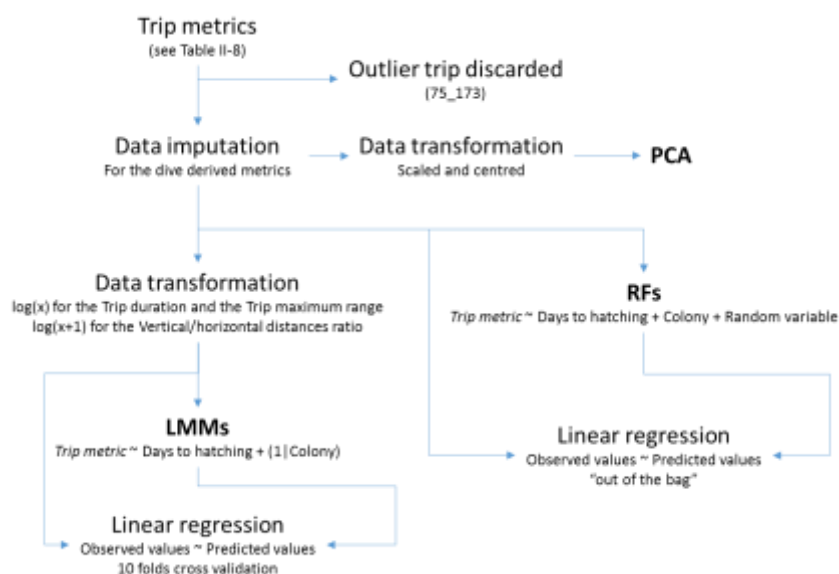 Trip metrics
(see Table II-8)
Outlier trip discarded
(75_173)
Data imputation
For the dive derived metrics
Data transformation
Scaled and centred
PCA
Data transformation
log(x) for the Trip duration and the Trip maximum range
log(x+1) for the Vertical/horizontal distances ratio
RFs
Trip metric ~ Days to hatching + Colony + Random variable
LMMs
Trip metric ~ Days to hatching + (1|Colony)
Linear regression
Observed values ~ Predicted values
"out of the bag"
Linear regression
Observed values ~ Predicted values
10 folds cross validation